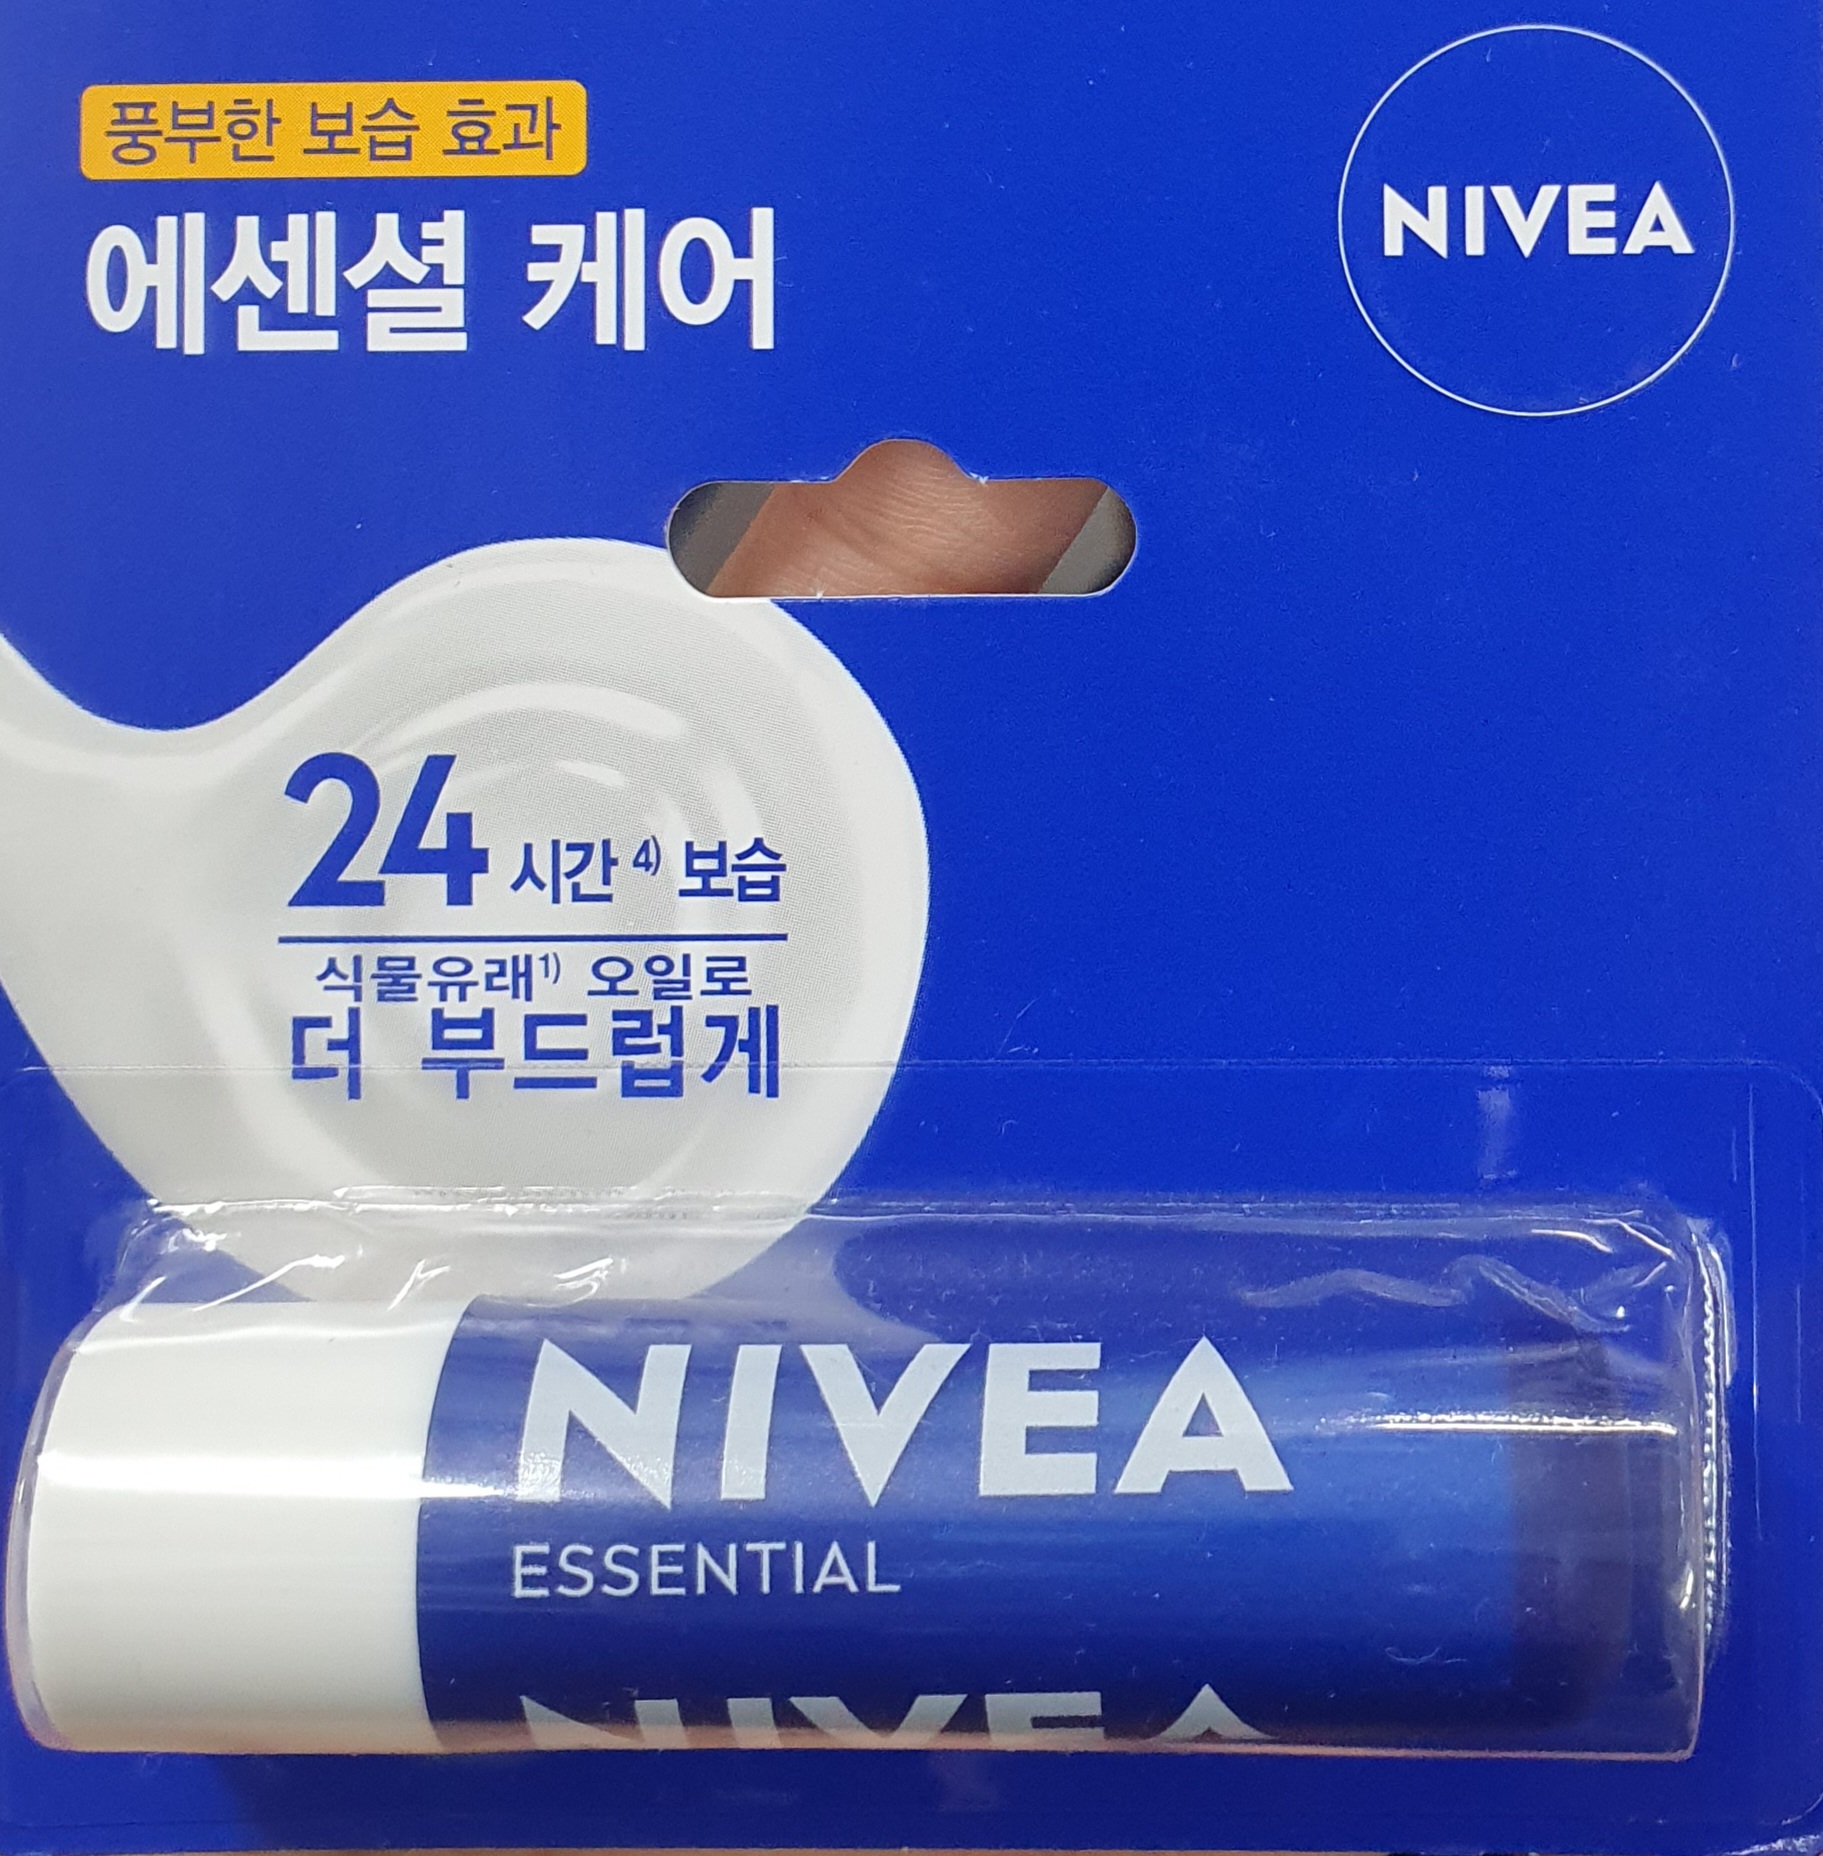 풍부한 보습 효과
에센셜 케어
NIVEA
24 시간 4) 보습
식물유래1) 오일로
더 부드럽게
NIVEA
ESSENTIAL
NIVEA